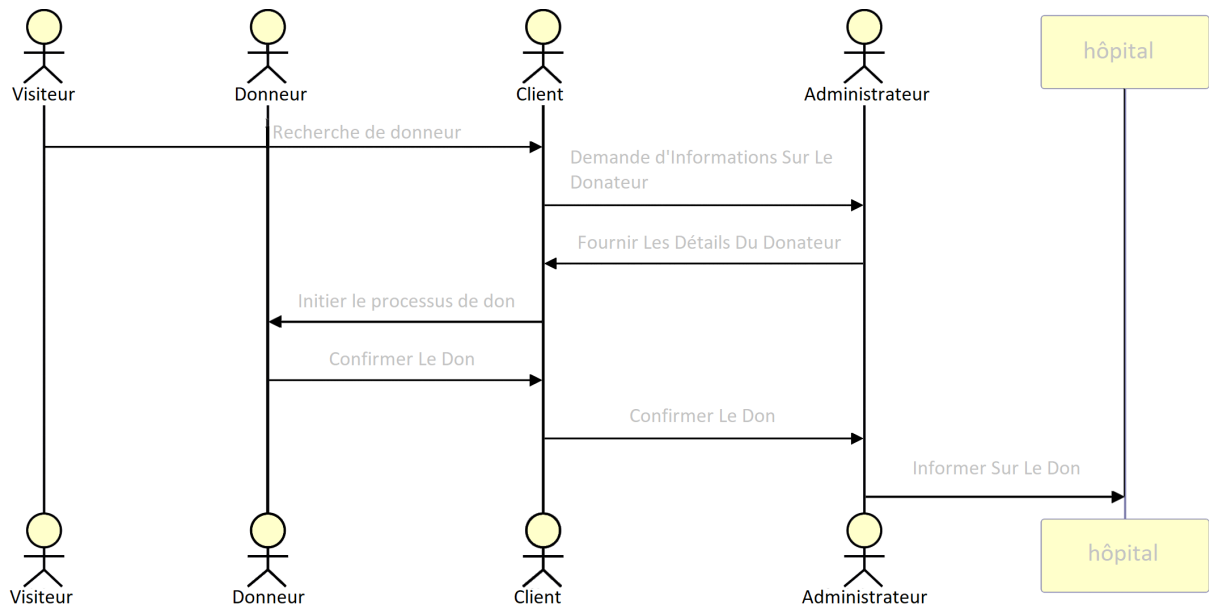 Visiteur
Donneur
Client
Administrateur
hôpital
Recherche de donneur
Demande d'Informations Sur Le
Donateur
Fournir Les Détails Du Donateur
Initier le processus de don
Confirmer Le Don
Confirmer Le Don
Informer Sur Le Don
Visiteur
Donneur
Client
Administrateur
hôpital